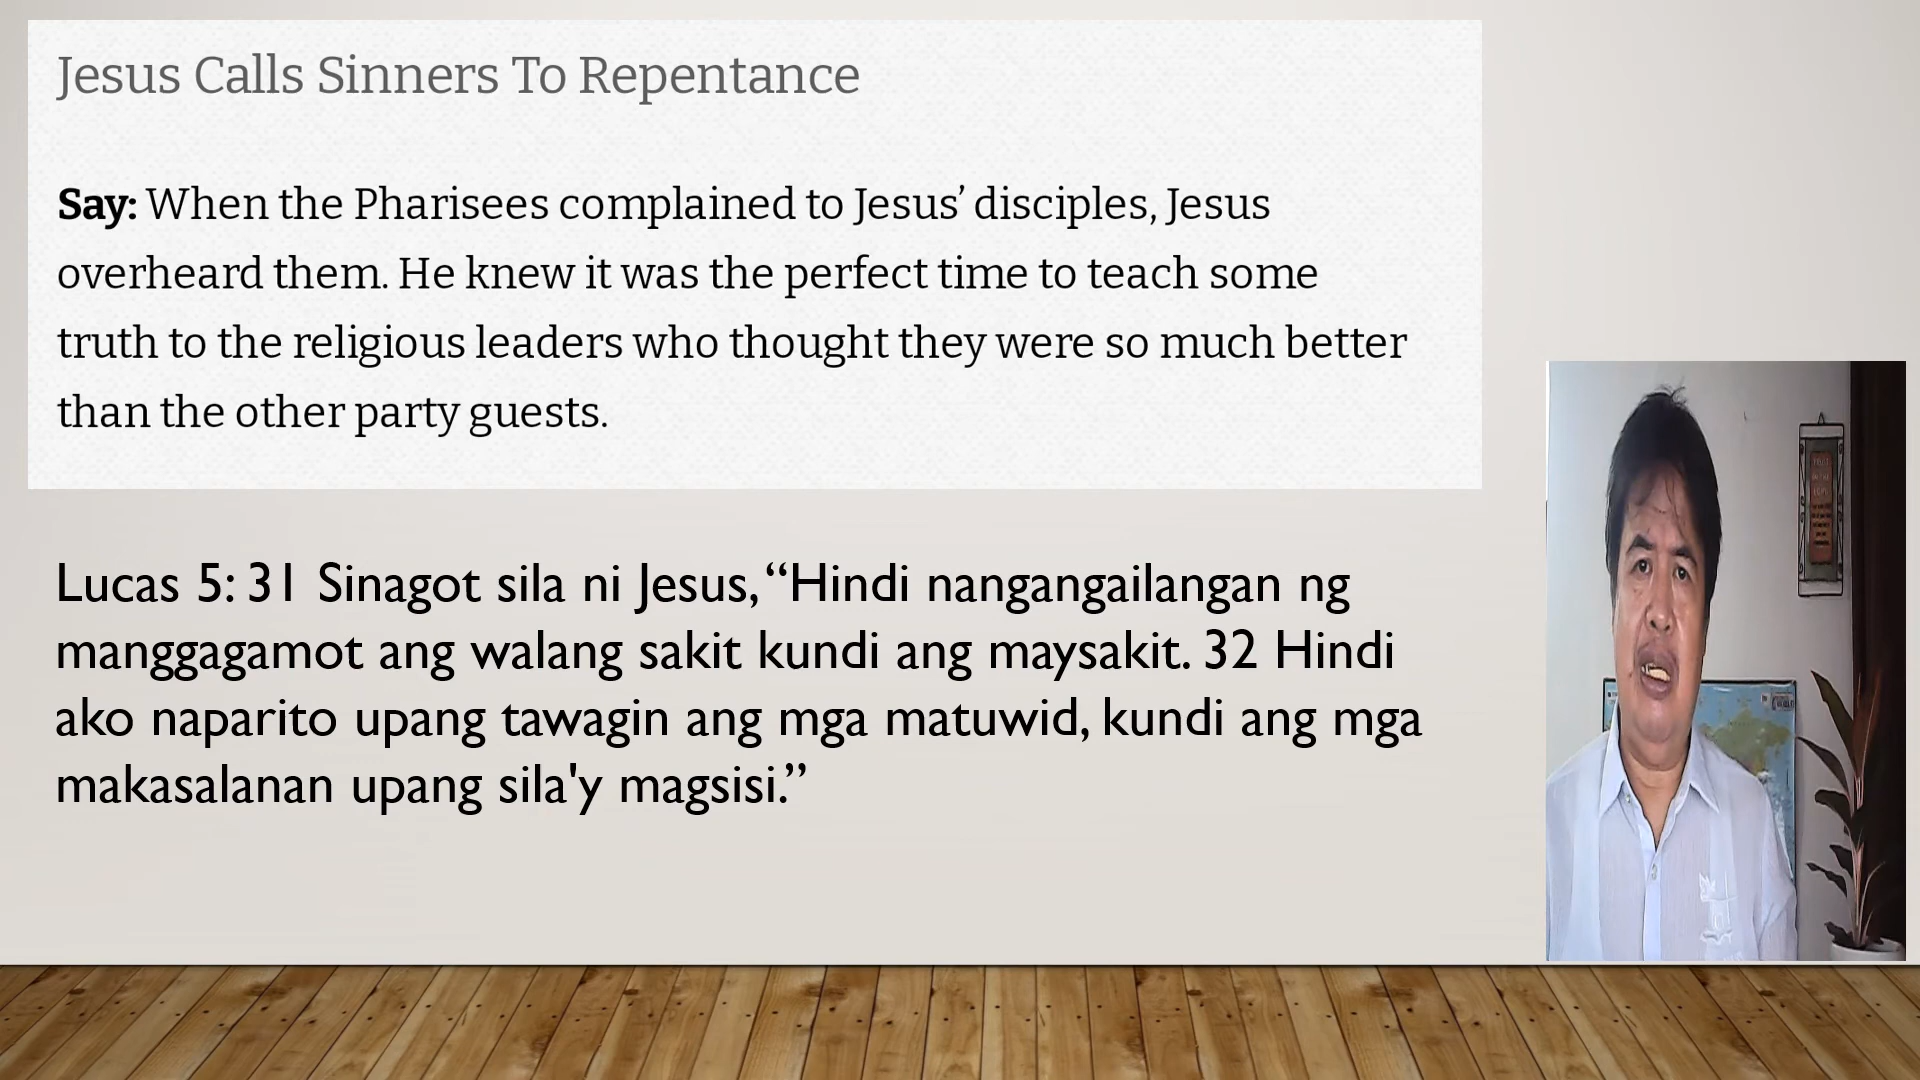 Jesus Calls Sinners To Repentance
Say: When the Pharisees complained to Jesus’ disciples, Jesus
overheard them. He knew it was the perfect time to teach some
truth to the religious leaders who thought they were so much better
than the other party guests.
Lucas 5: 31 Sinagot sila ni Jesus, “Hindi nangangailangan ng
manggagamot ang walang sakit kundi ang maysakit. 32 Hindi
ako naparito upang tawagin ang mga matuwid, kundi ang mga
makasalanan upang sila'y magsisi.”